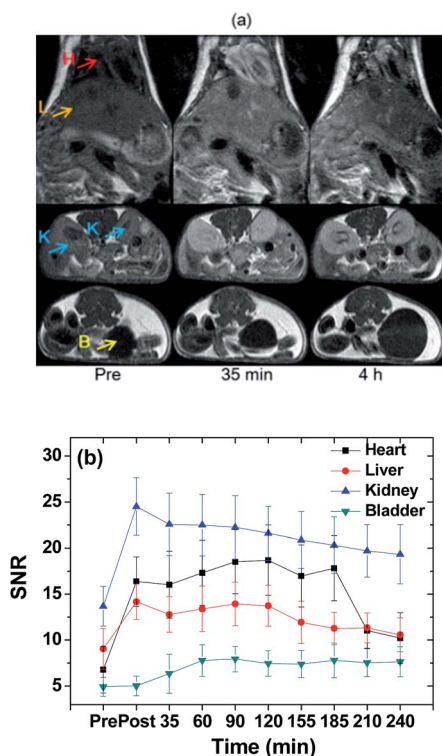 (a)
H
L
K K
B
Pre 35 min 4 h
(b)
Heart
Liver
Kidney
Bladder
SNR
30
25
20
15
10
5
PrePost 35 60 90 120 155 185 210 240
Time (min)